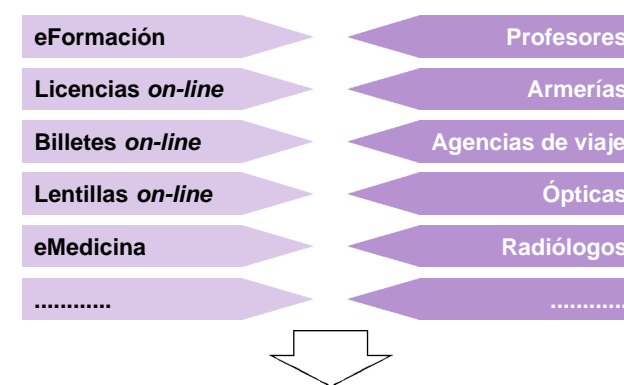 eFormación Profesores
Licencias on-line Armerías
Billetes on-line Agencias de viaje
Lentillas on-line Ópticas
eMedicina Radiólogos
............ ............